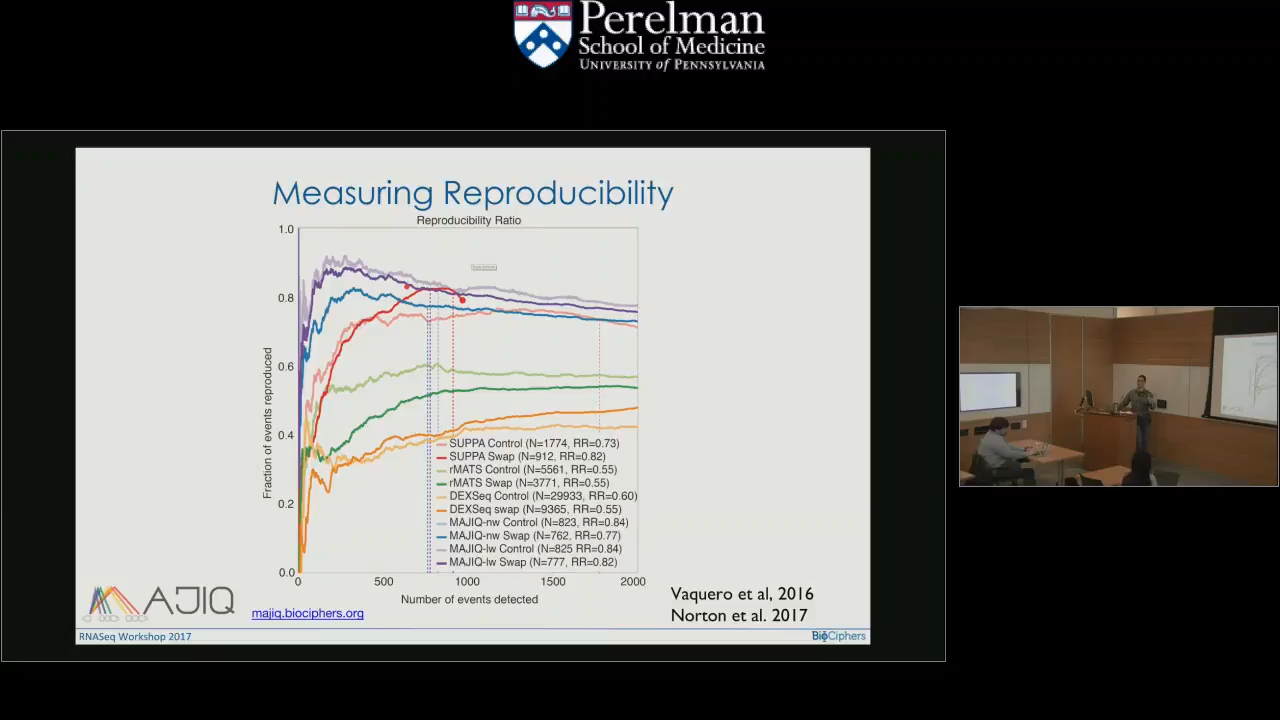 Perelman
School of Medicine
UNIVERSITY of PENNSYLVANIA
Measuring Reproducibility
Reproducibility Ratio
1.0
0.8
0.6
0.4
0.2
0.0
Fraction of events reproduced
SUPPA Control (N=1774, RR=0.73)
SUPPA Swap (N=912, RR=0.82)
rMATS Control (N=5561, RR=0.55)
rMATS Swap (N=3771, RR=0.55)
DEXSeq Control (N=29933, RR=0.60)
DEXSeq swap (N=9365, RR=0.55)
MAJIQ-nw Control (N=823, RR=0.84)
MAJIQ-nw Swap (N=762, RR=0.77)
MAJIQ-lw Control (N=825 RR=0.84)
MAJIQ-lw Swap (N=777, RR=0.82)
0 500 1000 1500 2000
Number of events detected
MAJIQ
majiq.biociphers.org
Vaquero et al, 2016
Norton et al. 2017
RNASeq Workshop 2017
BioCiphers